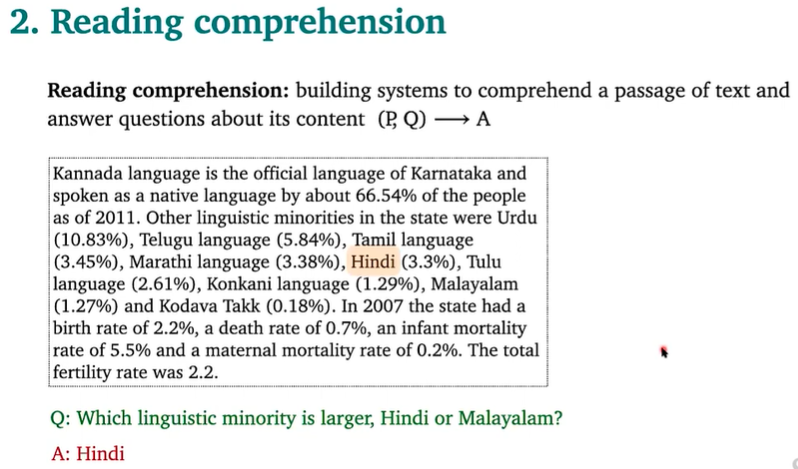 2. Reading comprehension
Reading comprehension: building systems to comprehend a passage of text and
answer questions about its content (P, Q) ⟶ A
Kannada language is the official language of Karnataka and
spoken as a native language by about 66.54% of the people
as of 2011. Other linguistic minorities in the state were Urdu
(10.83%), Telugu language (5.84%), Tamil language
(3.45%), Marathi language (3.38%), Hindi (3.3%), Tulu
language (2.61%), Konkani language (1.29%), Malayalam
(1.27%) and Kodava Takk (0.18%). In 2007 the state had a
birth rate of 2.2%, a death rate of 0.7%, an infant mortality
rate of 5.5% and a maternal mortality rate of 0.2%. The total
fertility rate was 2.2.
Q: Which linguistic minority is larger, Hindi or Malayalam?
A: Hindi